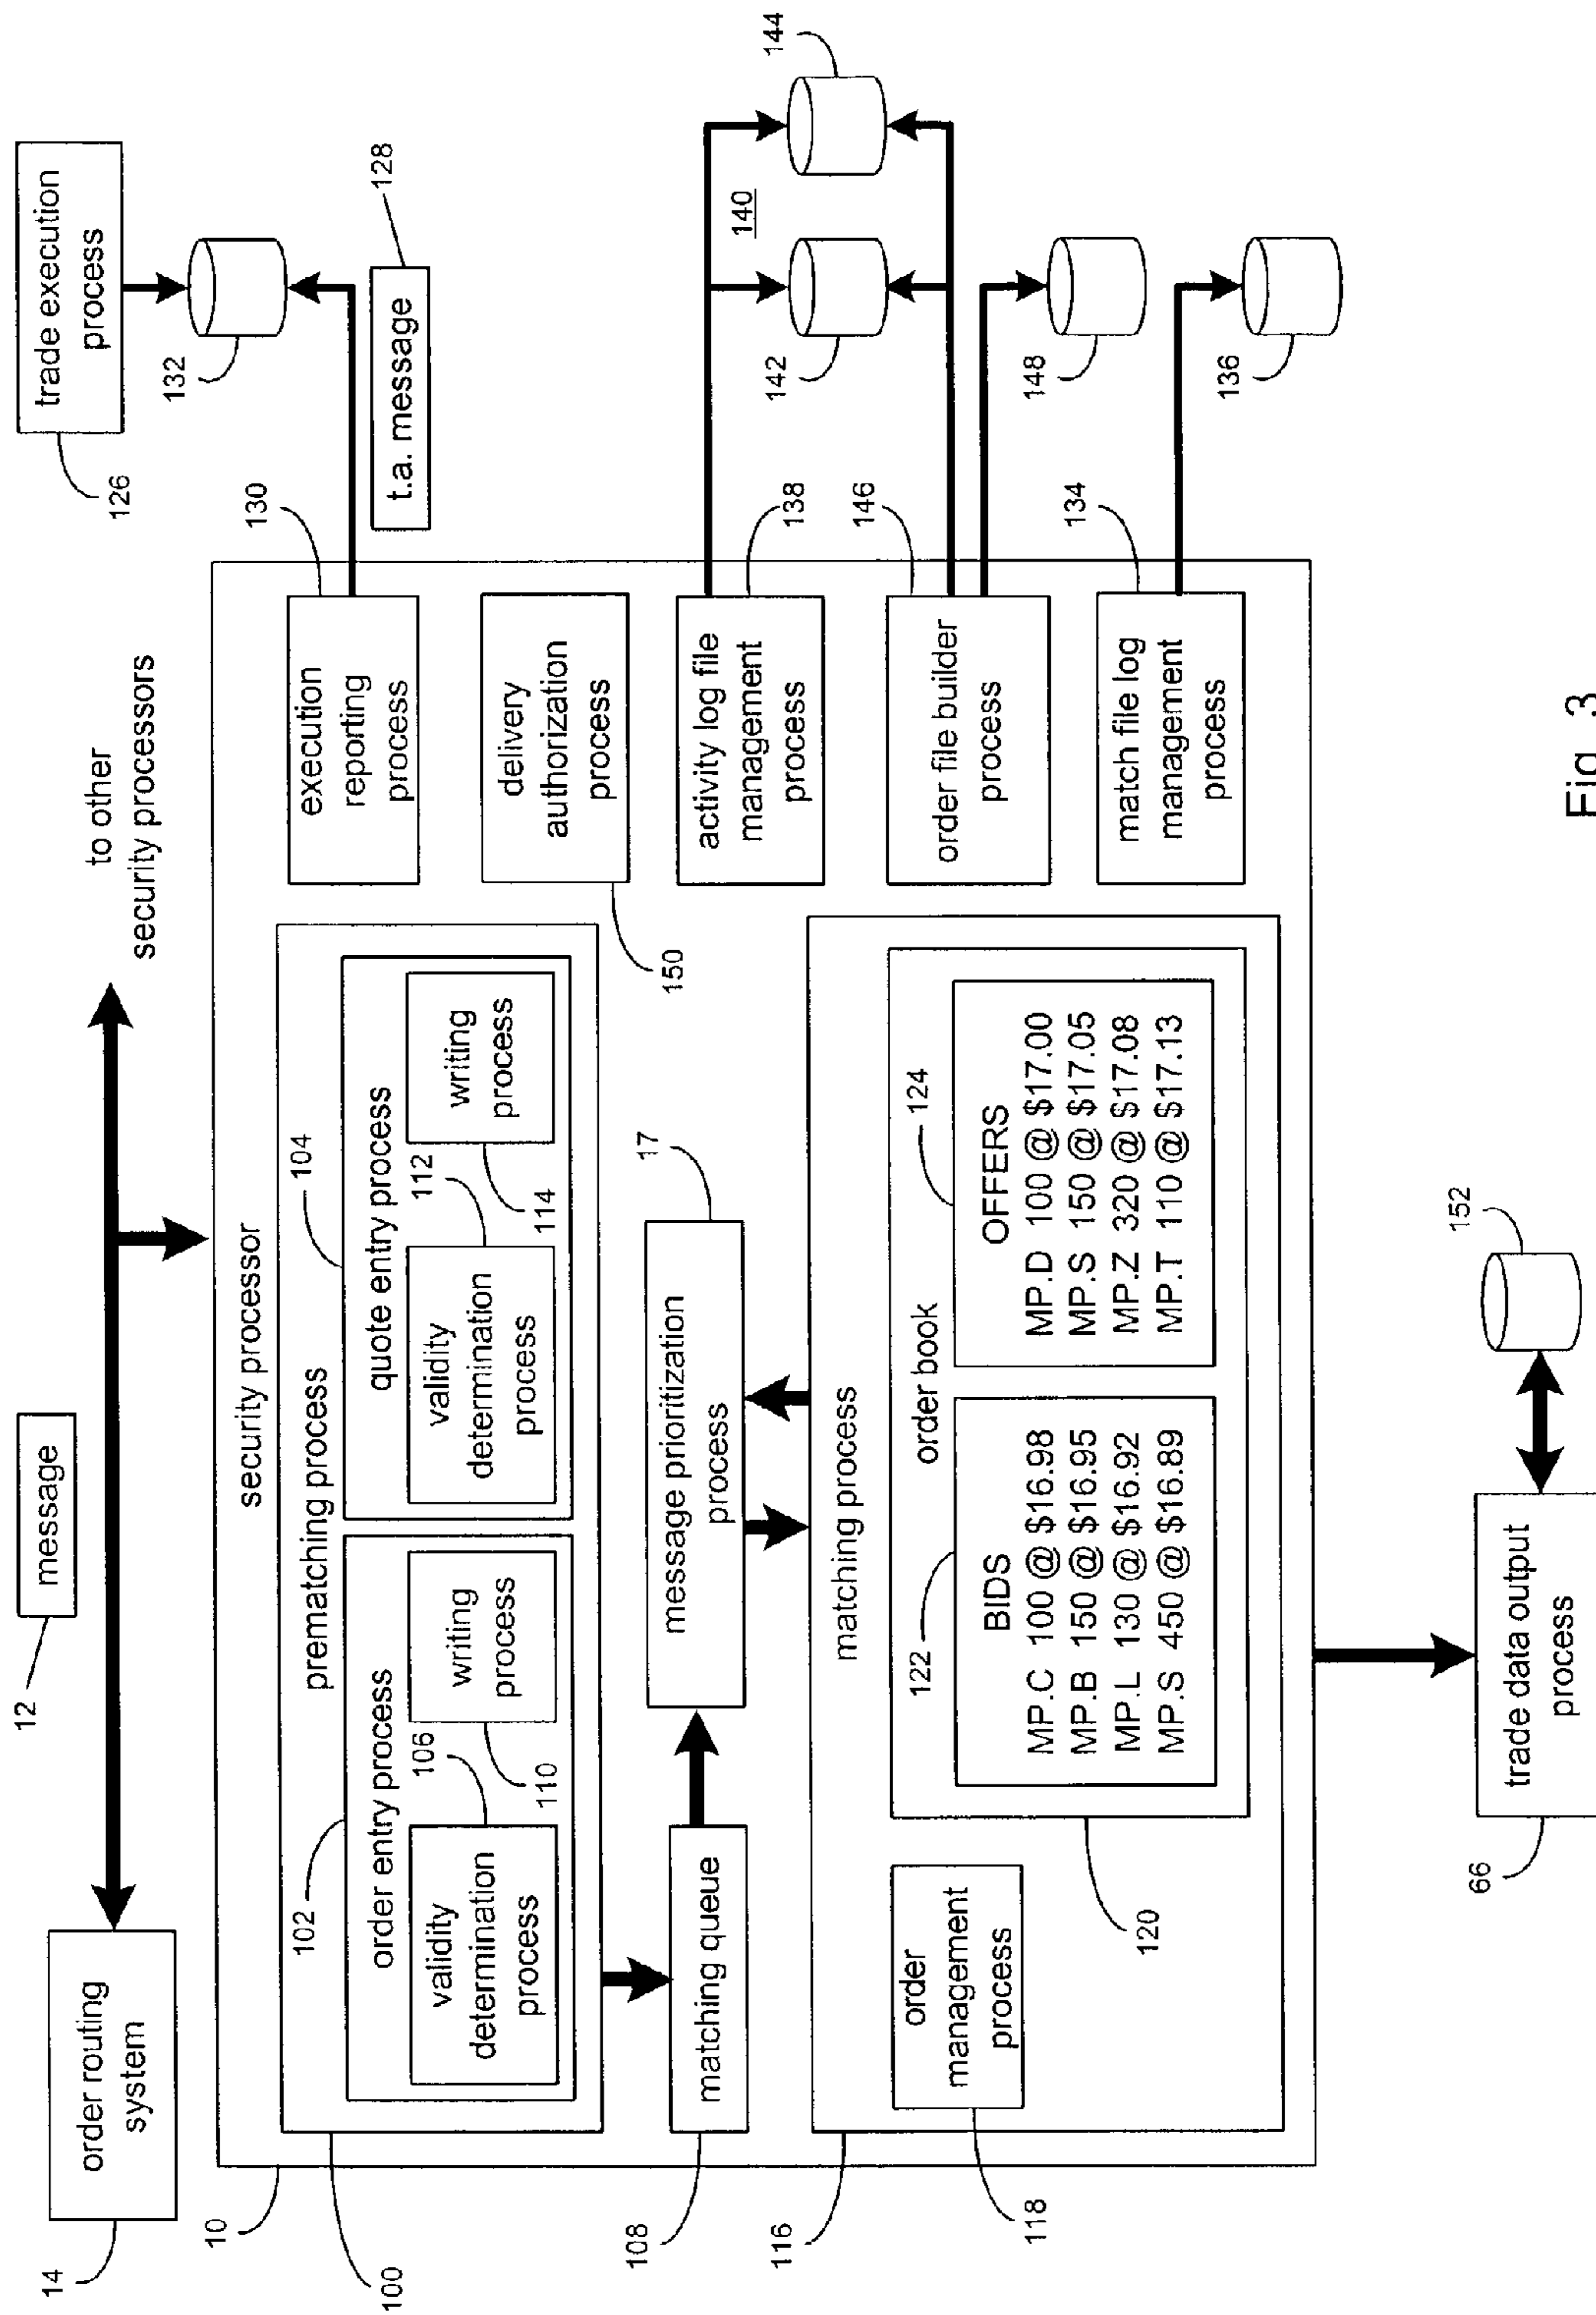 12
message
14
order routing
system
to other
security processors
126
trade execution
process
132
10
security processor
100
prematching process
102
order entry process
106
validity
determination
process
110
writing
process
104
quote entry process
112
validity
determination
process
114
writing
process
130
execution
reporting
process
128
t.a. message
150
delivery
authorization
process
108
matching queue
17
message prioritization
process
138
activity log file
management
process
140
142
144
146
order file builder
process
148
134
match file log
management
process
136
116
matching process
118
order
management
process
120
order book
122
BIDS
MP.C 100 @ $16.98
MP.B 150 @ $16.95
MP.L 130 @ $16.92
MP.S 450 @ $16.89
124
OFFERS
MP.D 100 @ $17.00
MP.S 150 @ $17.05
MP.Z 320 @ $17.08
MP.T 110 @ $17.13
66
trade data output
process
152
Fig. 3